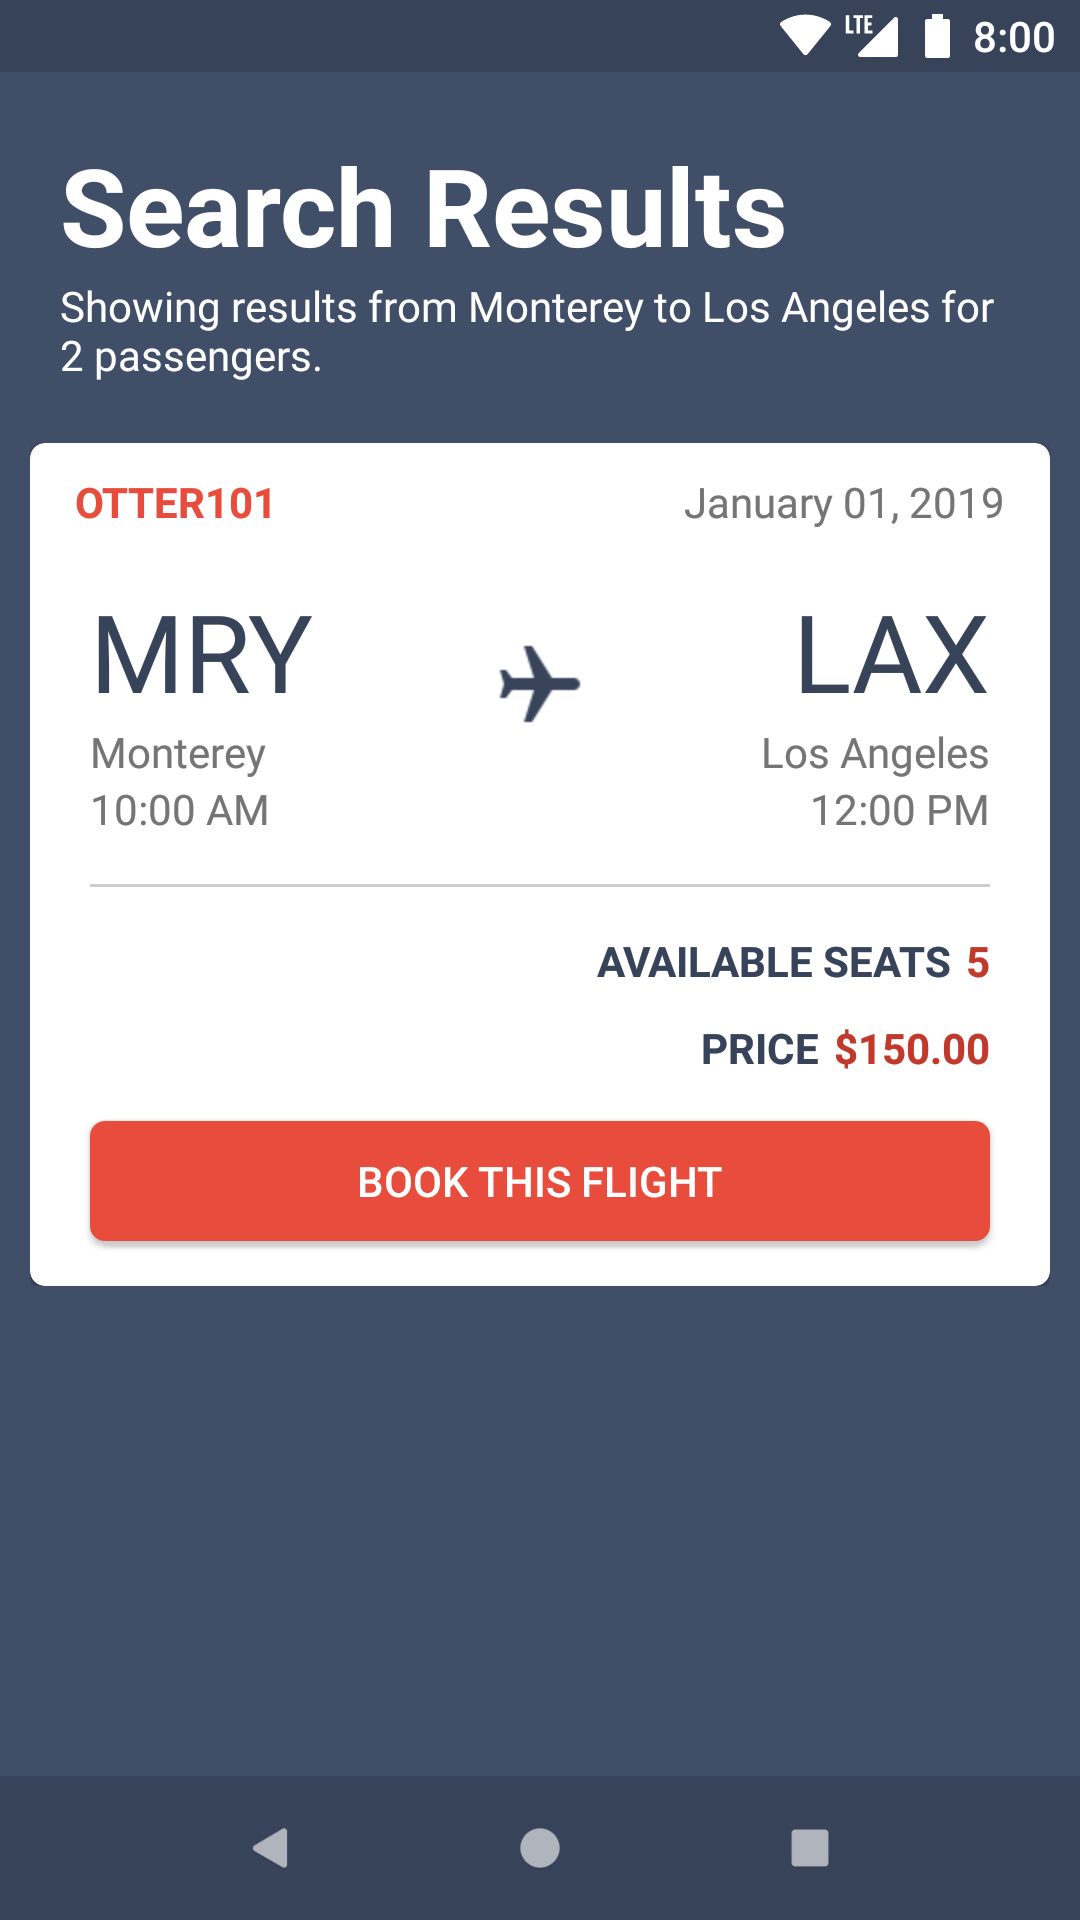 LTE 8:00
Search Results
Showing results from Monterey to Los Angeles for
2 passengers.
OTTER101 January 01, 2019
MRY LAX
Monterey Los Angeles
10:00 AM 12:00 PM
AVAILABLE SEATS 5
PRICE $150.00
BOOK THIS FLIGHT